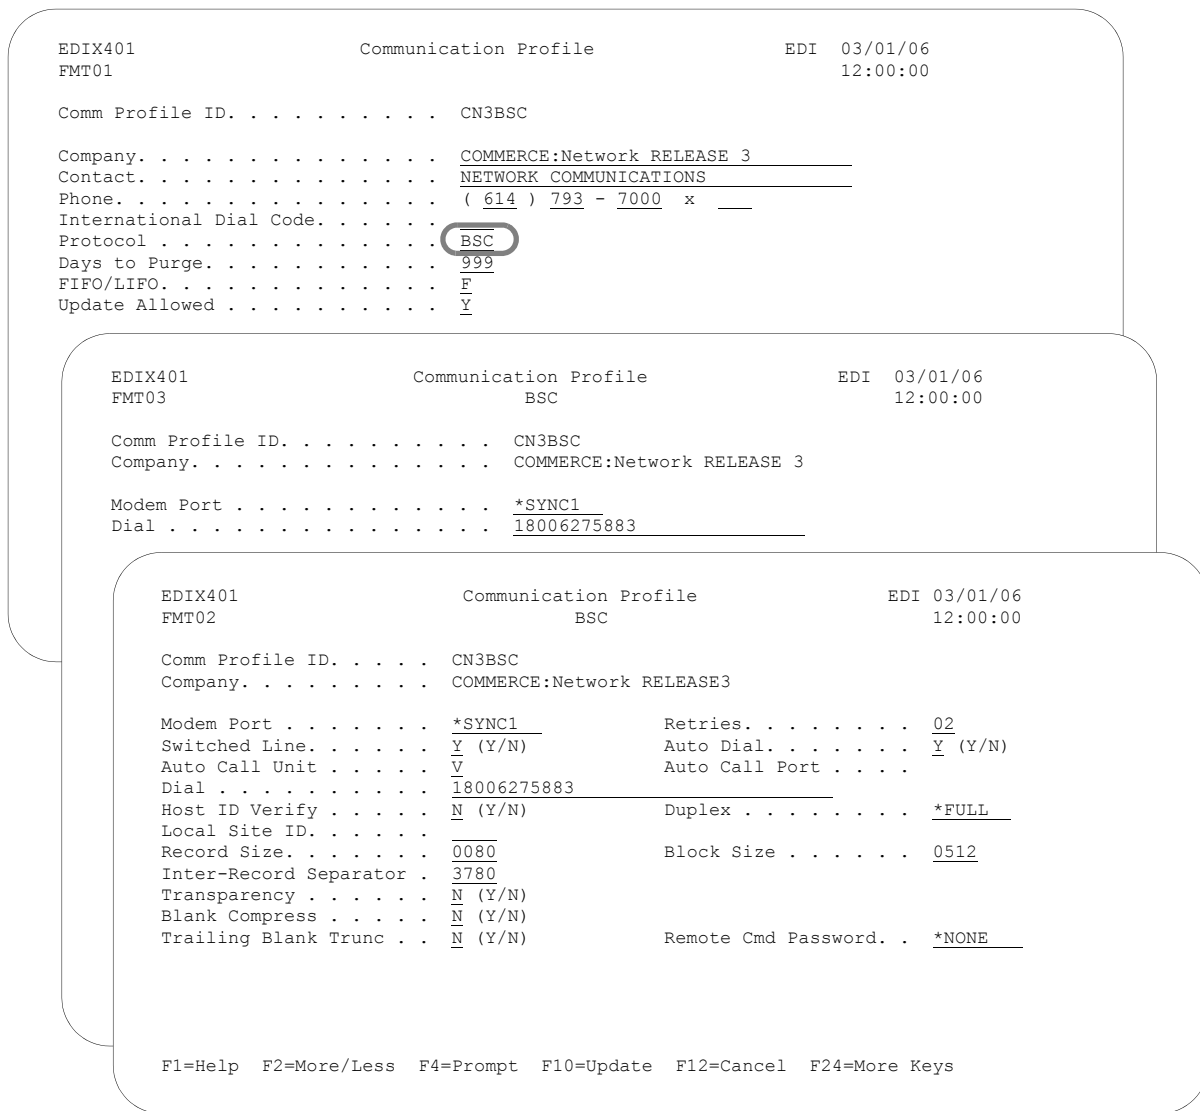 EDIX401 Communication Profile EDI 03/01/06
FMT01 12:00:00
Comm Profile ID. . . . . . . . . . CN3BSC
Company. . . . . . . . . . . . . . COMMERCE:Network RELEASE 3
Contact. . . . . . . . . . . . . . NETWORK COMMUNICATIONS
Phone. . . . . . . . . . . . . . . ( 614 ) 793 - 7000 x ___
International Dial Code. . . . . . ___
Protocol . . . . . . . . . . . . . BSC
Days to Purge. . . . . . . . . . . 999
FIFO/LIFO. . . . . . . . . . . . . F
Update Allowed . . . . . . . . . . Y
EDIX401 Communication Profile EDI 03/01/06
FMT03 BSC 12:00:00
Comm Profile ID. . . . . . . . . . CN3BSC
Company. . . . . . . . . . . . . . COMMERCE:Network RELEASE 3
Modem Port . . . . . . . . . . . . *SYNC1
Dial . . . . . . . . . . . . . . . 18006275883
EDIX401 Communication Profile EDI 03/01/06
FMT02 BSC 12:00:00
Comm Profile ID. . . . . CN3BSC
Company. . . . . . . . . COMMERCE:Network RELEASE3
Modem Port . . . . . . . *SYNC1 Retries. . . . . . . . 02
Switched Line. . . . . . Y (Y/N) Auto Dial. . . . . . . Y (Y/N)
Auto Call Unit . . . . . V Auto Call Port . . . .
Dial . . . . . . . . . . 18006275883
Host ID Verify . . . . . N (Y/N) Duplex . . . . . . . . *FULL
Local Site ID. . . . . . ____
Record Size. . . . . . . 0080 Block Size . . . . . . 0512
Inter-Record Separator . 3780
Transparency . . . . . . N (Y/N)
Blank Compress . . . . . N (Y/N)
Trailing Blank Trunc . . N (Y/N) Remote Cmd Password. . *NONE
F1=Help F2=More/Less F4=Prompt F10=Update F12=Cancel F24=More Keys